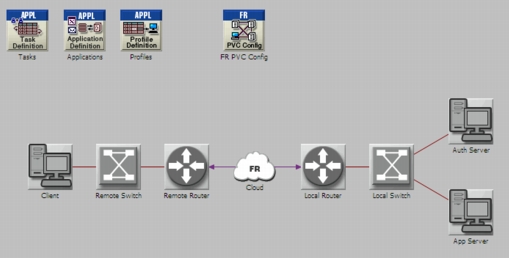 APPL
Task
Definition
Tasks
APPL
Application
Definition
Applications
APPL
Profile
Definition
Profiles
FR
PVC Config
FR PVC Config
Client
Remote Switch
Remote Router
FR
Cloud
Local Router
Local Switch
Auth Server
App Server